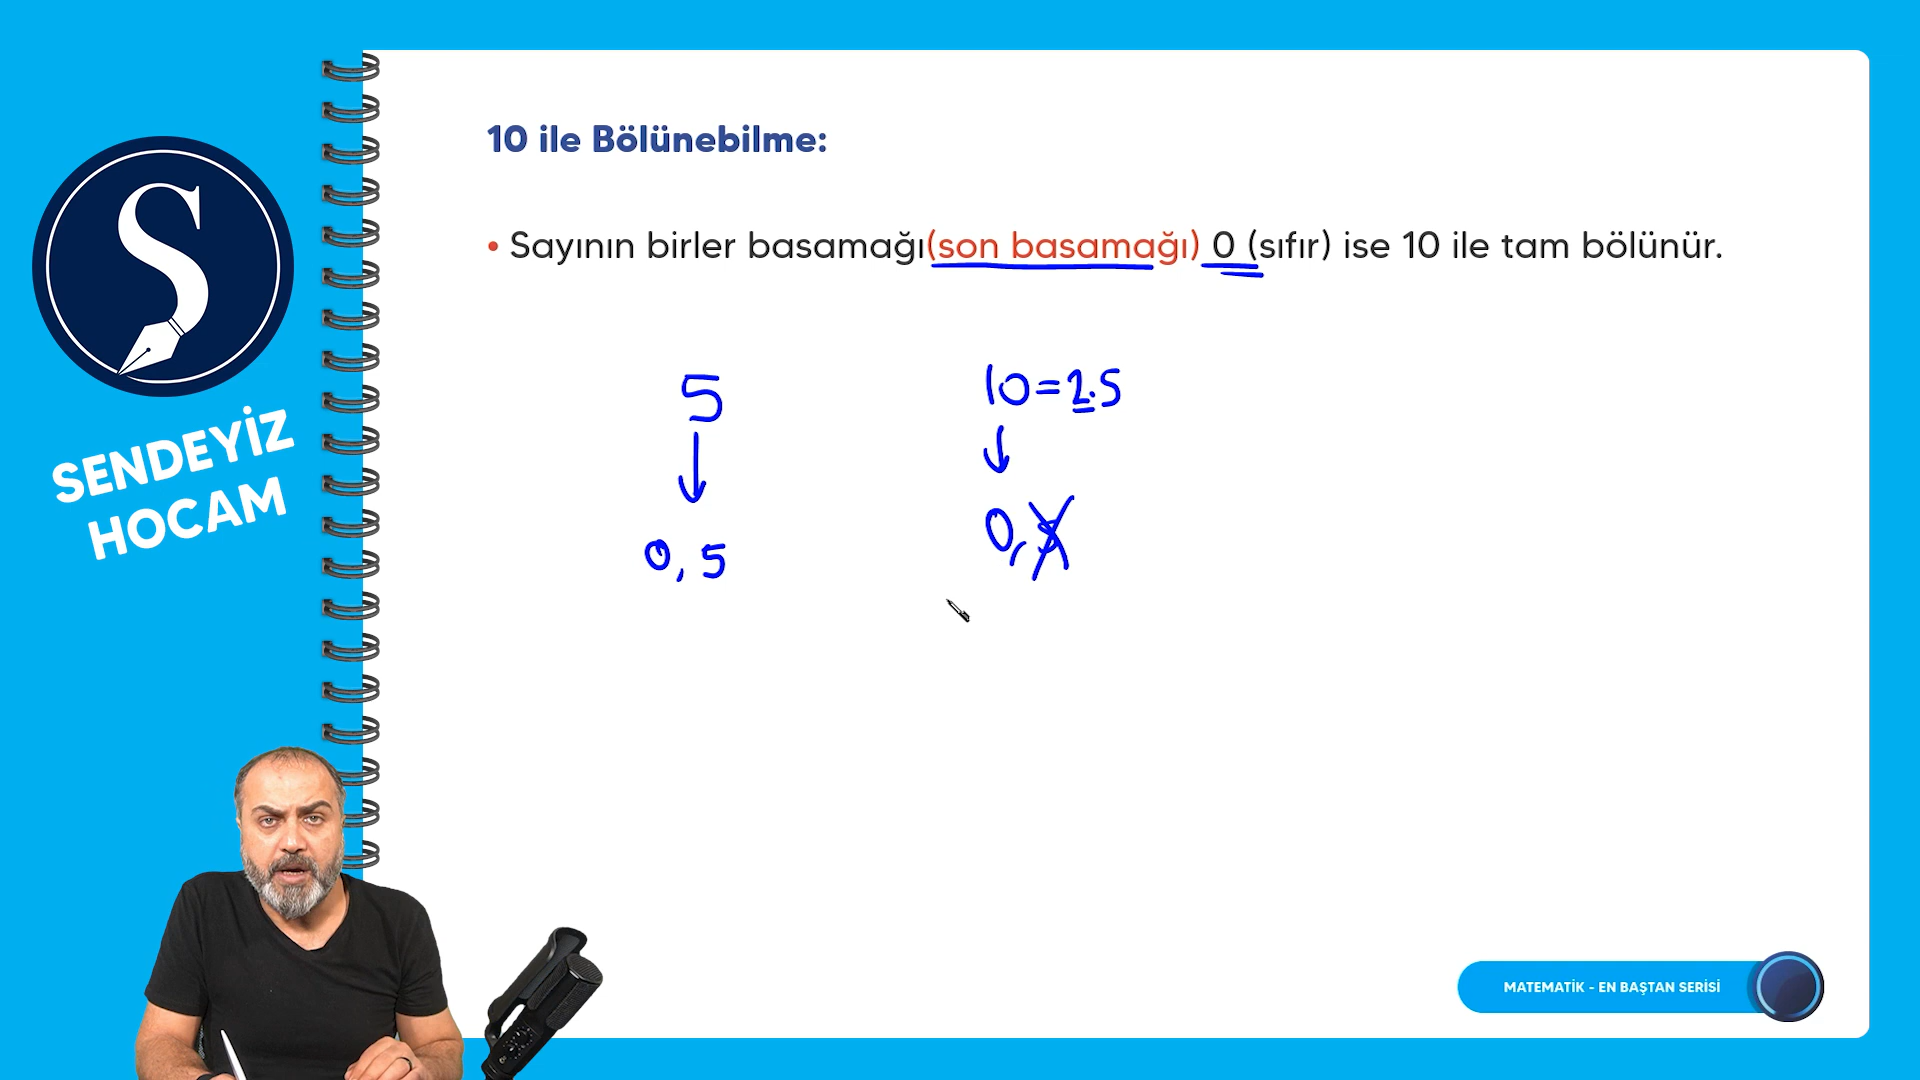 S
SENDEYİZ
HOCAM
10 ile Bölünebilme:
• Sayının birler basamağı(son basamağı) 0 (sıfır) ise 10 ile tam bölünür.
5
0, 5
10=2.5
0,5
MATEMATİK - EN BAŞTAN SERİSİ